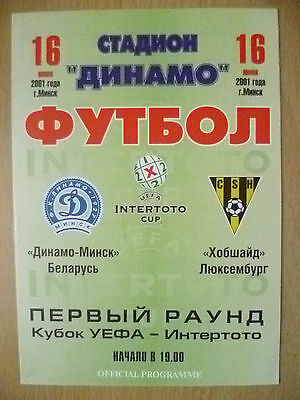 16
июня
2001 года
г.Минск
СТАДИОН
"ДИНАМО"
16
июня
2001 года
г.Минск
ФУТБОЛ
INTERTOTO
Д
МИНСК
UEFA
INTERTOTO
CUP
CSH
«Динамо-Минск»
Беларусь
«Хобшайд»
Люксембург
ПЕРВЫЙ РАУНД
Кубок УЕФА – Интертото
НАЧАЛО В 19.00
OFFICIAL PROGRAMME